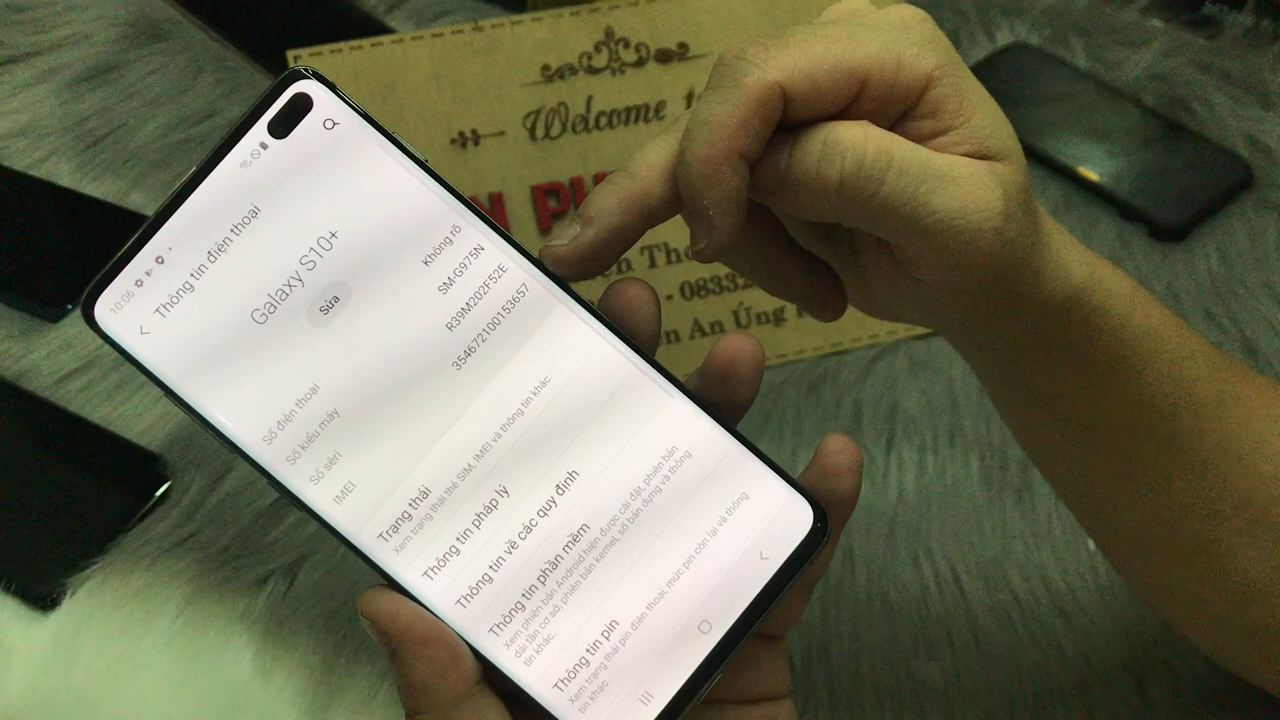 Welcome
10:06
Thông tin điện thoại
Galaxy S10+
Sửa
Số điện thoại Không rõ
Số kiểu máy SM-G975N
Số sêri R39M202F52E
IMEI 354672100153657
Trạng thái
Xem trạng thái thẻ SIM, IMEI và thông tin khác.
Thông tin pháp lý
Thông tin về các quy định
Thông tin phần mềm
Xem phiên bản Android hiện được cài đặt, phiên bản
dải tần cơ sở, phiên bản kernel, số bản dựng và thông
tin khác.
Thông tin pin
Xem trạng thái pin điện thoại, mức pin còn lại và thông
tin khác.
- 0833
An Ứng